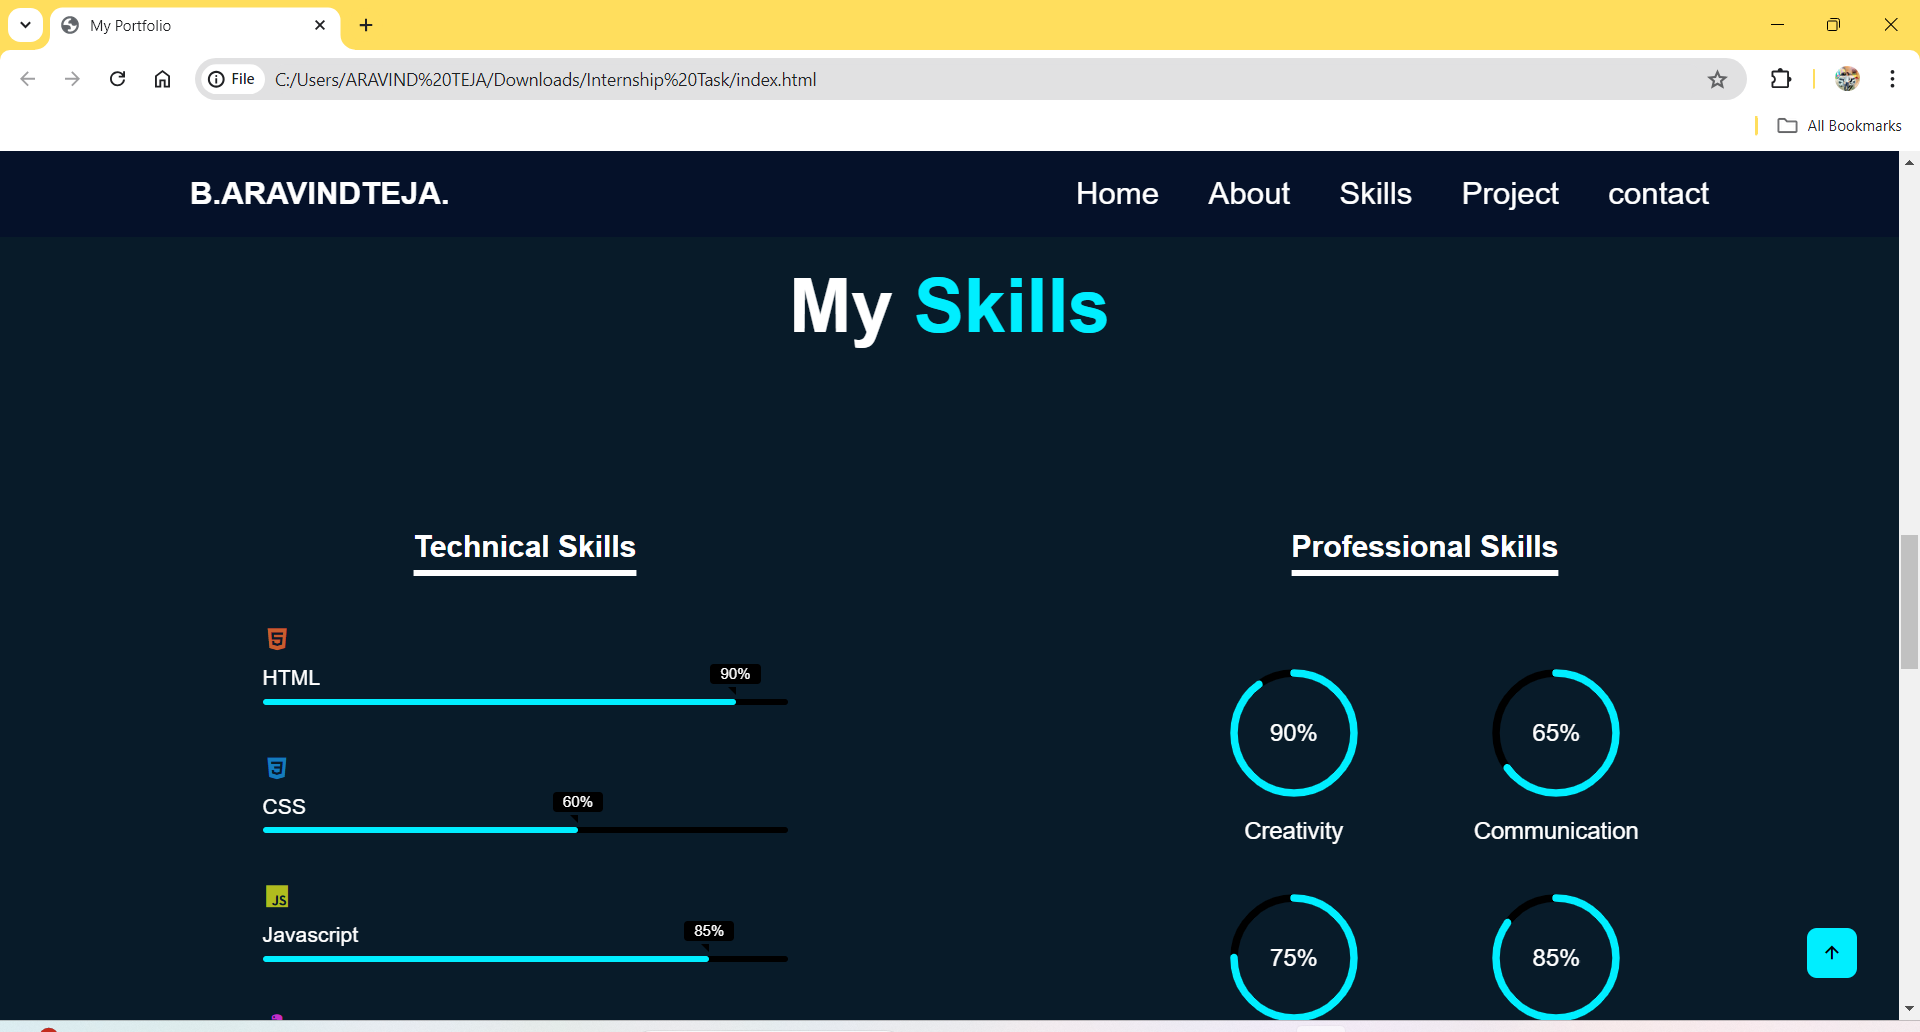 My Portfolio
File C:/Users/ARAVIND%20TEJA/Downloads/Internship%20Task/index.html
All Bookmarks
B.ARAVINDTEJA. Home About Skills Project contact
My Skills
Technical Skills
HTML 90%
CSS 60%
JS
Javascript 85%
Professional Skills
90% 65%
Creativity Communication
75% 85%